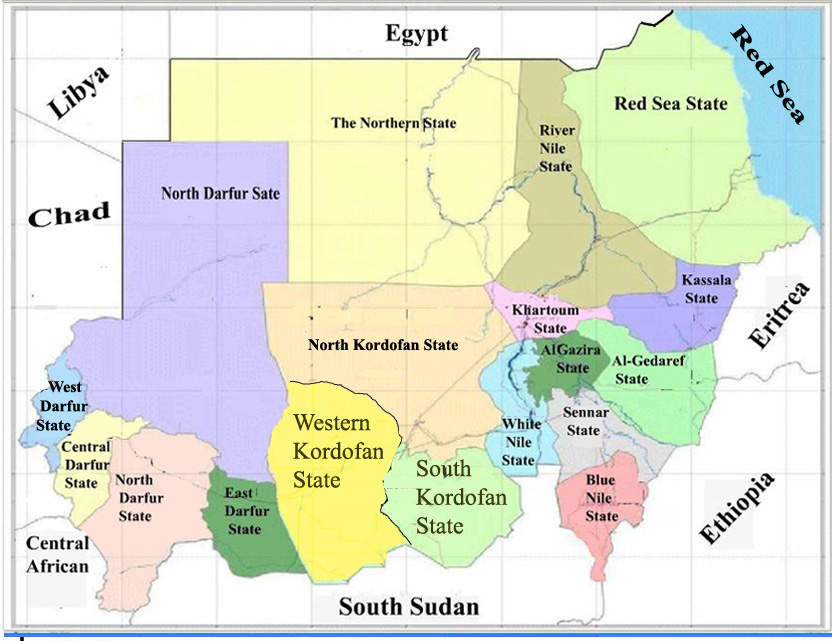 Egypt
Libya
Red Sea
Red Sea State
The Northern State
River
Nile
State
North Darfur Sate
Chad
Kassala
State
Eritrea
Khartoum
State
North Kordofan State
AlGazira
State
Al-Gedaref
State
West
Darfur
State
Western
Kordofan
State
White
Nile
State
Sennar
State
Central
Darfur
State
North
Darfur
State
South
Kordofan
State
East
Darfur
State
Blue
Nile
State
Ethiopia
Central
African
South Sudan